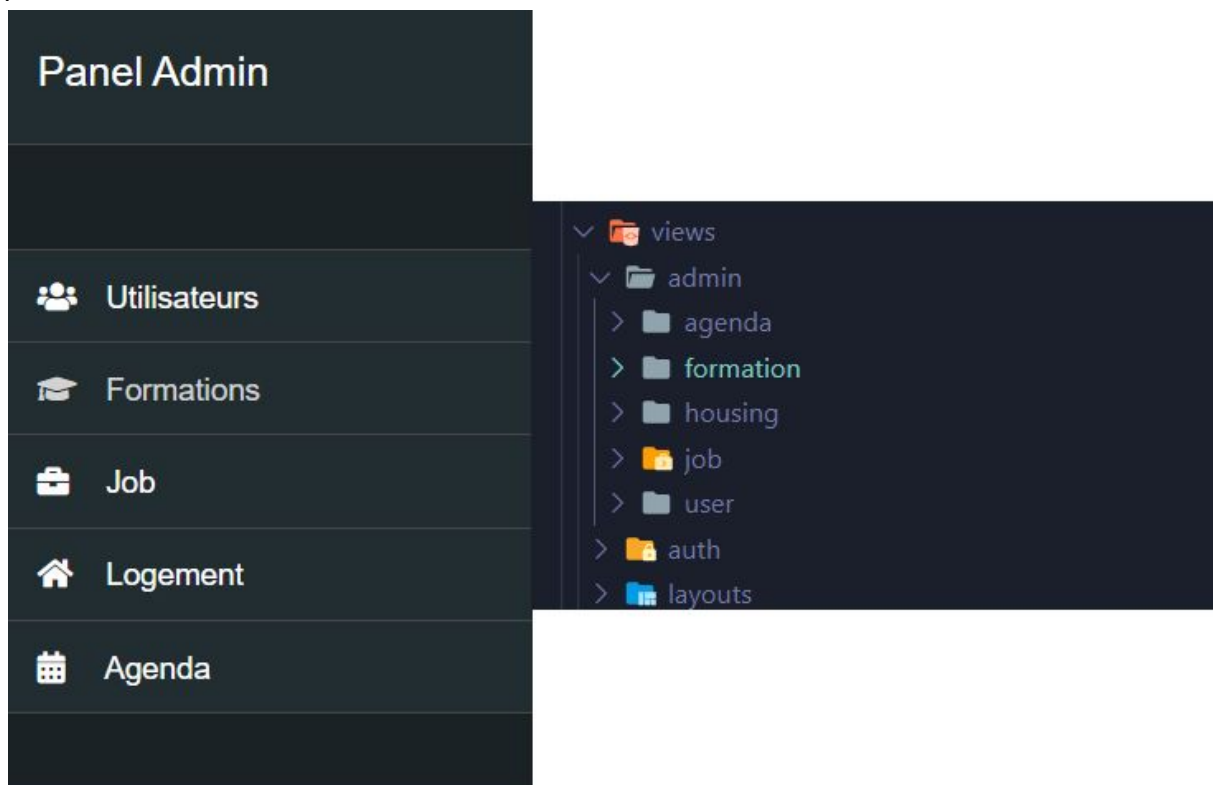 Panel Admin
Utilisateurs
Formations
Job
Logement
Agenda
views
admin
agenda
formation
housing
job
user
auth
layouts